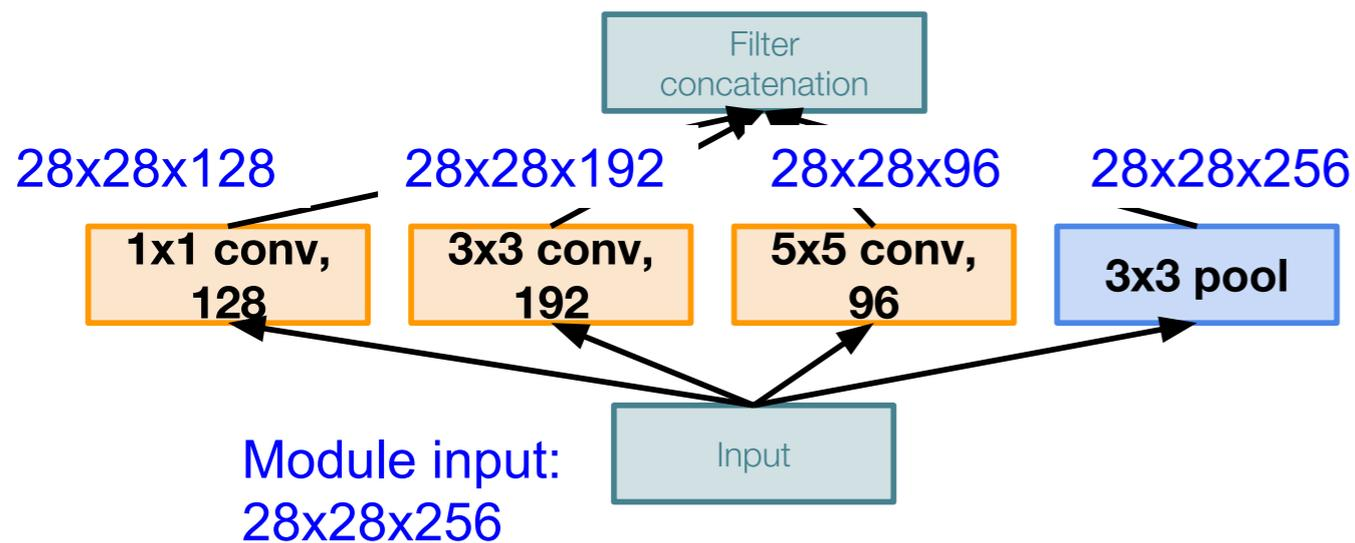 Filter
concatenation
28x28x128
28x28x192
28x28x96
28x28x256
1x1 conv,
128
3x3 conv,
192
5x5 conv,
96
3x3 pool
Input
Module input:
28x28x256